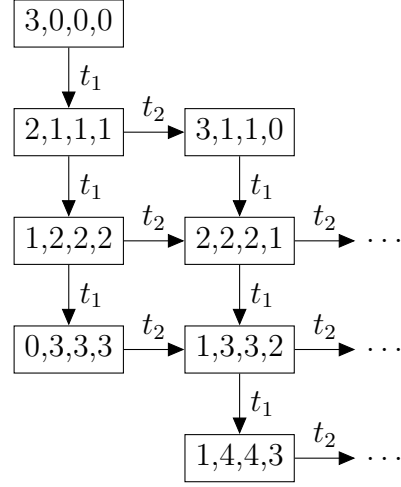 3,0,0,0
t₁
2,1,1,1 t₂ 3,1,1,0
t₁ t₁
1,2,2,2 t₂ 2,2,2,1 t₂ ···
t₁ t₁
0,3,3,3 t₂ 1,3,3,2 t₂ ···
t₁
1,4,4,3 t₂ ···